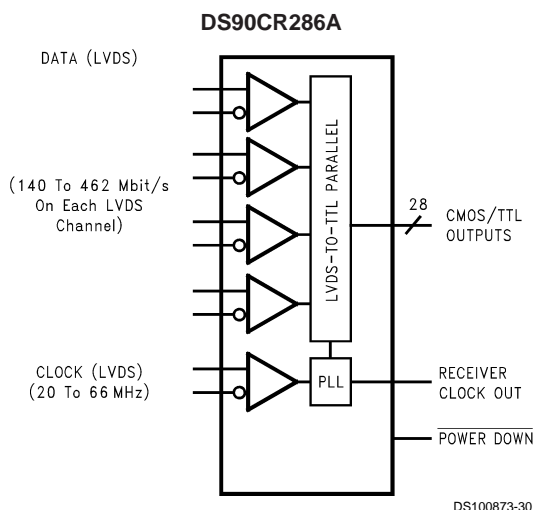 DS90CR286A
DATA (LVDS)
(140 To 462 Mbit/s
On Each LVDS
Channel)
LVDS-TO-TTL PARALLEL
28
CMOS/TTL
OUTPUTS
CLOCK (LVDS)
(20 To 66 MHz)
PLL
RECEIVER
CLOCK OUT
POWER DOWN
DS100873-30